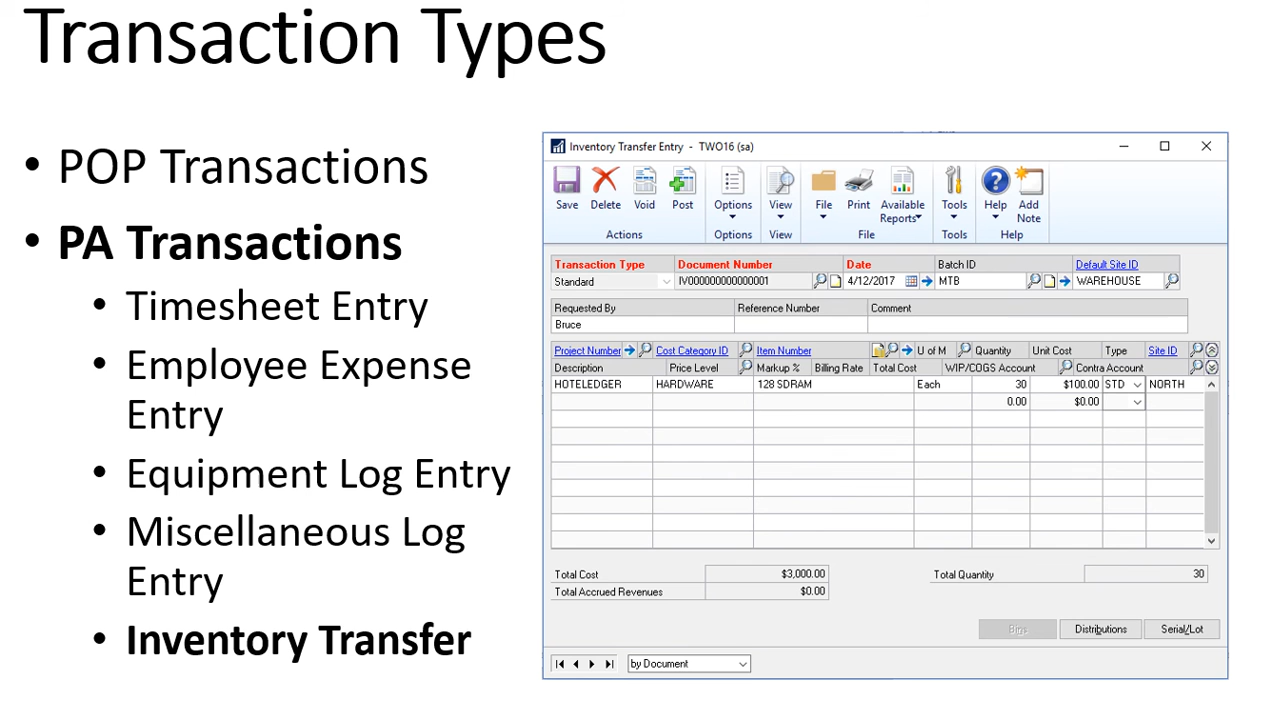 Transaction Types
• POP Transactions
• PA Transactions
• Timesheet Entry
• Employee Expense
Entry
• Equipment Log Entry
• Miscellaneous Log
Entry
• Inventory Transfer
Inventory Transfer Entry - TWO16 (sa)
Save Delete Void Post Options View File Print Available Reports Tools Help Add Note
Actions Options View File Tools Help
Transaction Type Document Number Date Batch ID Default Site ID
Standard IV000000000000001 4/12/2017 MTB WAREHOUSE
Requested By Reference Number Comment
Bruce
Project Number Cost Category ID Item Number U of M Quantity Unit Cost Type Site ID
Description Price Level Markup % Billing Rate Total Cost WIP/COGS Account Contra Account
HOTELEDGER HARDWARE 128 SDRAM Each 30 $100.00 STD NORTH
0.00 $0.00
Total Cost $3,000.00 Total Quantity 30
Total Accrued Revenues $0.00
Bins Distributions Serial/Lot
by Document